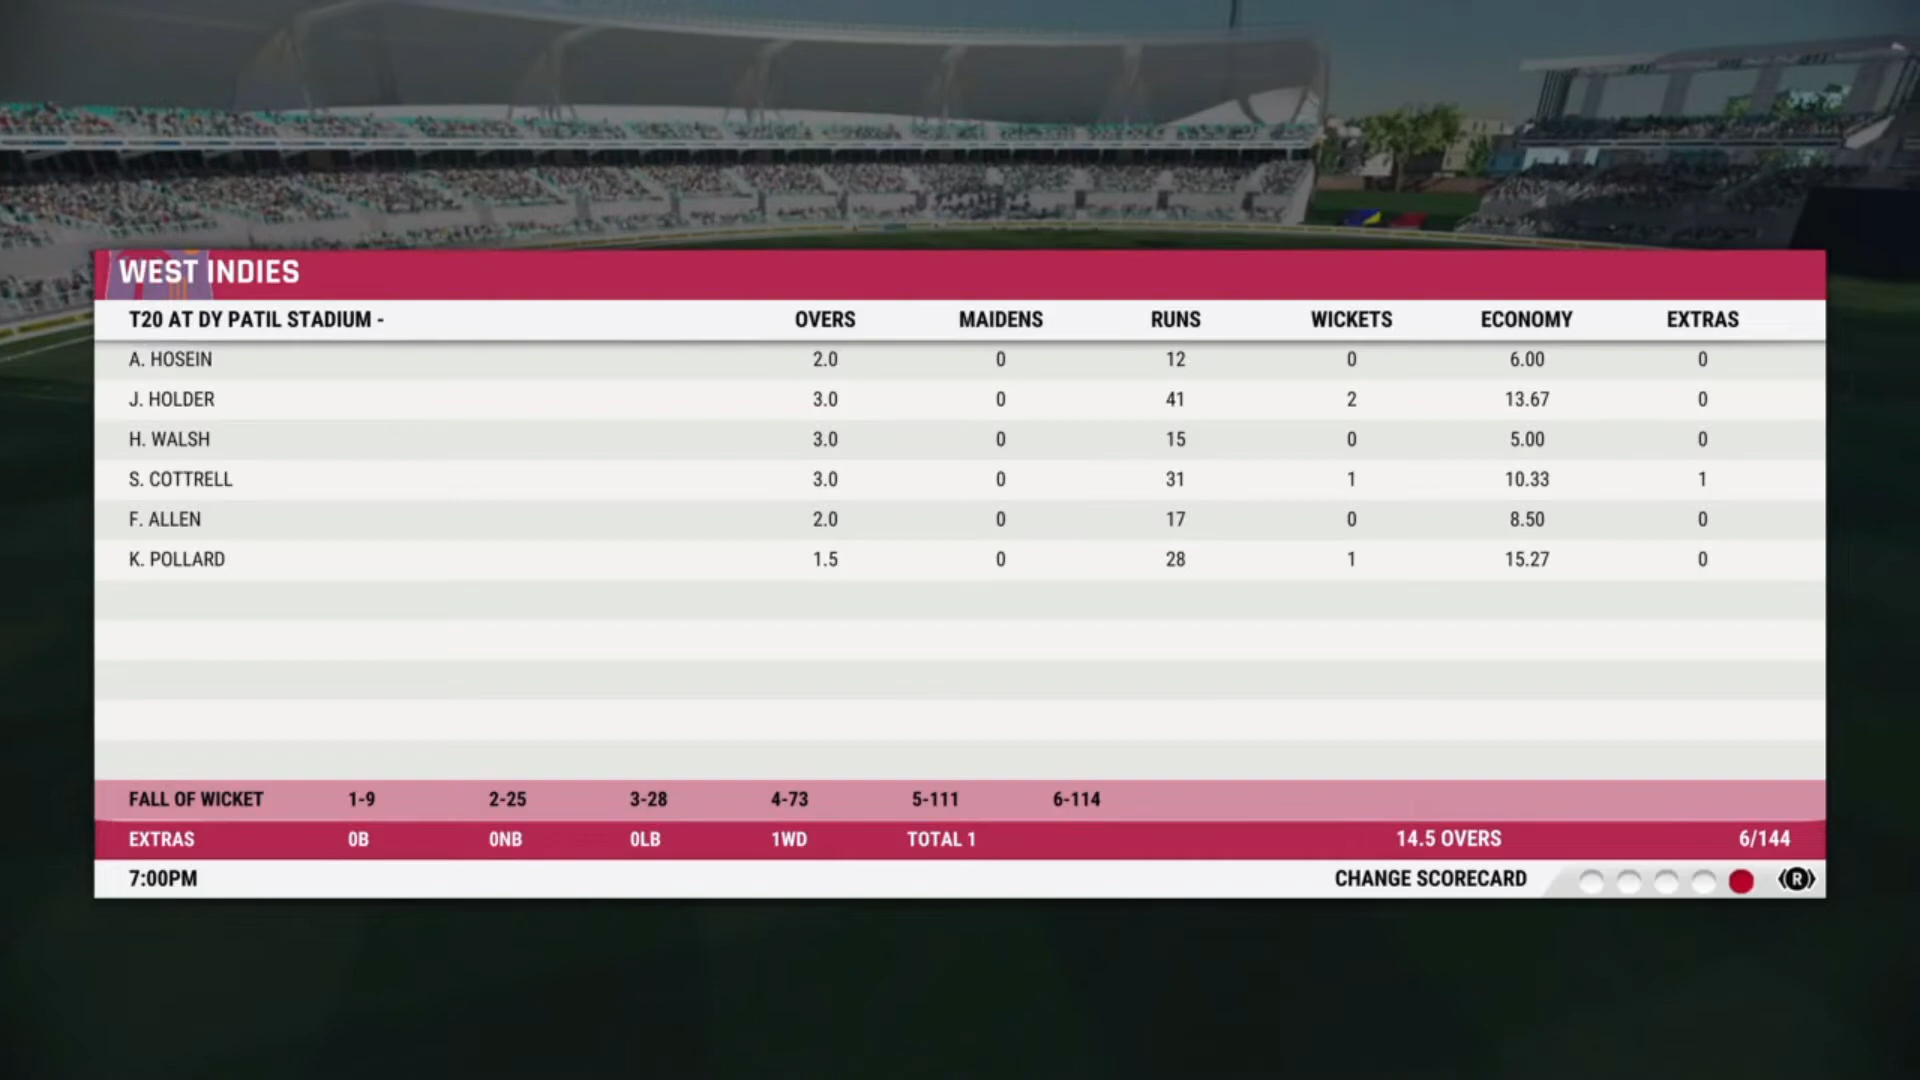 WEST INDIES
T20 AT DY PATIL STADIUM - OVERS MAIDENS RUNS WICKETS ECONOMY EXTRAS
A. HOSEIN 2.0 0 12 0 6.00 0
J. HOLDER 3.0 0 41 2 13.67 0
H. WALSH 3.0 0 15 0 5.00 0
S. COTTRELL 3.0 0 31 1 10.33 1
F. ALLEN 2.0 0 17 0 8.50 0
K. POLLARD 1.5 0 28 1 15.27 0
FALL OF WICKET 1-9 2-25 3-28 4-73 5-111 6-114
EXTRAS 0B 0NB 0LB 1WD TOTAL 1 14.5 OVERS 6/144
7:00PM CHANGE SCORECARD R